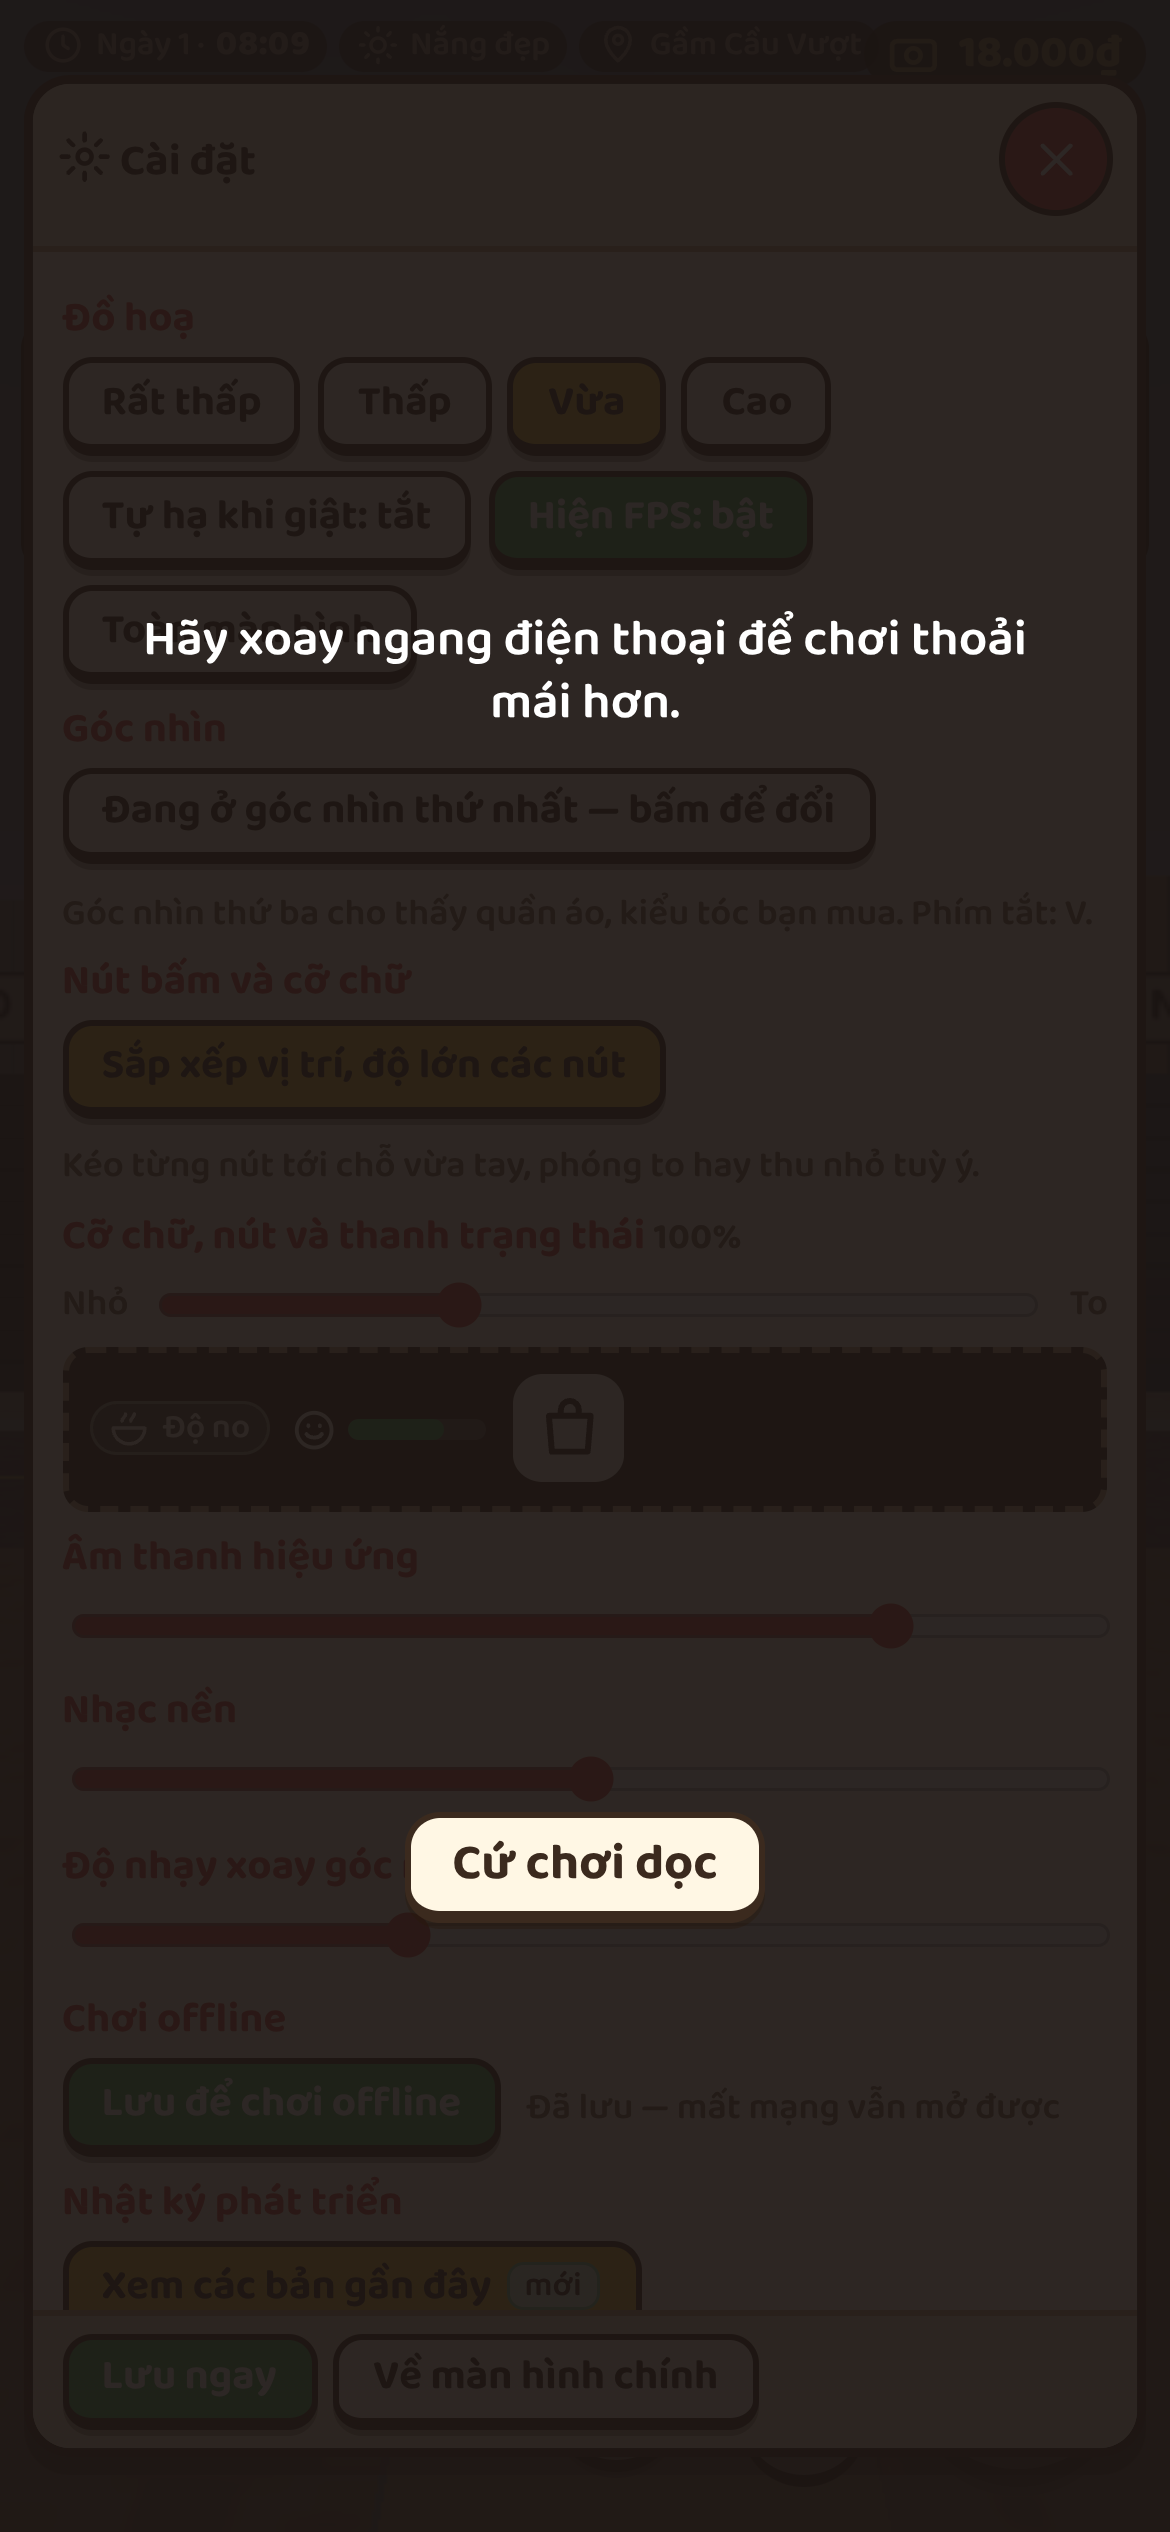 Ngày 1 · 08:09 Nắng đẹp Gầm Cầu Vượt 18.000₫
Cài đặt
Đồ hoạ
Rất thấp Thấp Vừa Cao
Tự hạ khi giật: tắt Hiện FPS: bật
Toàn màn hình
Hãy xoay ngang điện thoại để chơi thoải
mái hơn.
Góc nhìn
Đang ở góc nhìn thứ nhất — bấm để đổi
Góc nhìn thứ ba cho thấy quần áo, kiểu tóc bạn mua. Phím tắt: V.
Nút bấm và cỡ chữ
Sắp xếp vị trí, độ lớn các nút
Kéo từng nút tới chỗ vừa tay, phóng to hay thu nhỏ tuỳ ý.
Cỡ chữ, nút và thanh trạng thái 100%
Nhỏ To
Độ no
Âm thanh hiệu ứng
Nhạc nền
Cứ chơi dọc
Độ nhạy xoay góc
Chơi offline
Lưu để chơi offline Đã lưu — mất mạng vẫn mở được
Nhật ký phát triển
Xem các bản gần đây mới
Lưu ngay Về màn hình chính